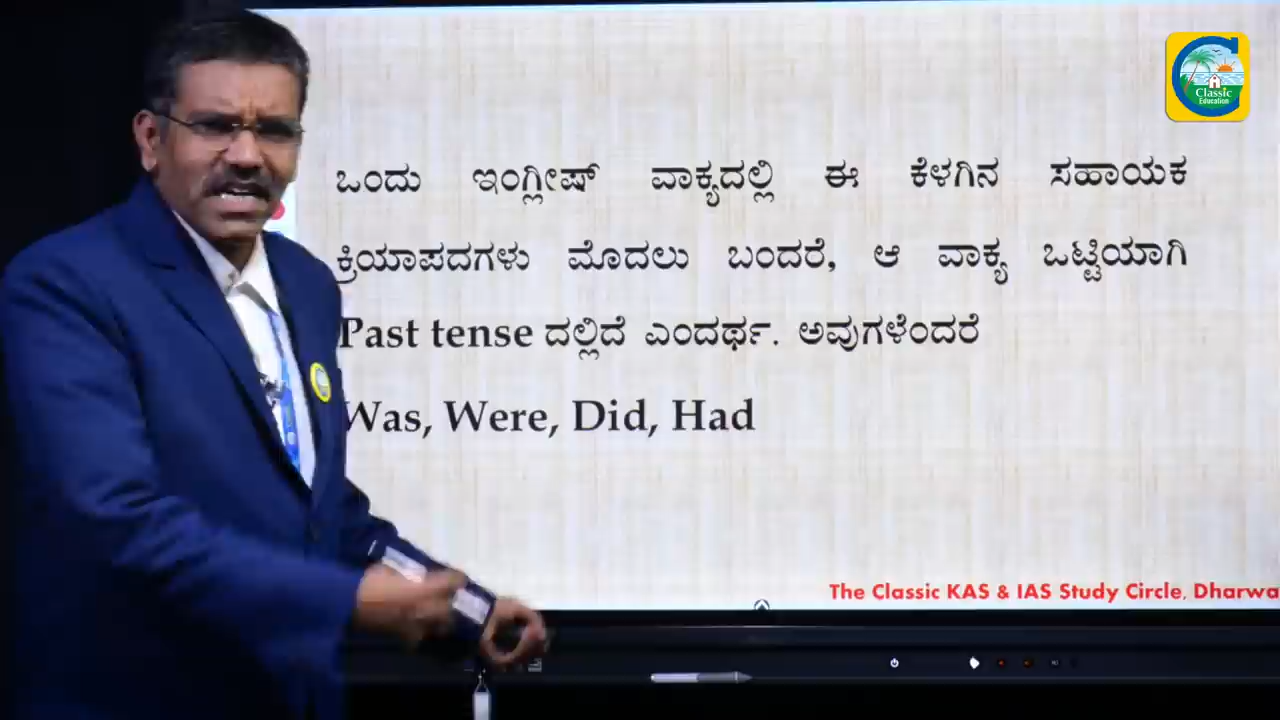 Classic
Education
ಒಂದು ಇಂಗ್ಲೀಷ್ ವಾಕ್ಯದಲ್ಲಿ ಈ ಕೆಳಗಿನ ಸಹಾಯಕ
ಕ್ರಿಯಾಪದಗಳು ಮೊದಲು ಬಂದರೆ, ಆ ವಾಕ್ಯ ಒಟ್ಟಿಯಾಗಿ
Past tense ದಲ್ಲಿದೆ ಎಂದರ್ಥ. ಅವುಗಳೆಂದರೆ
Was, Were, Did, Had
The Classic KAS & IAS Study Circle, Dharwa